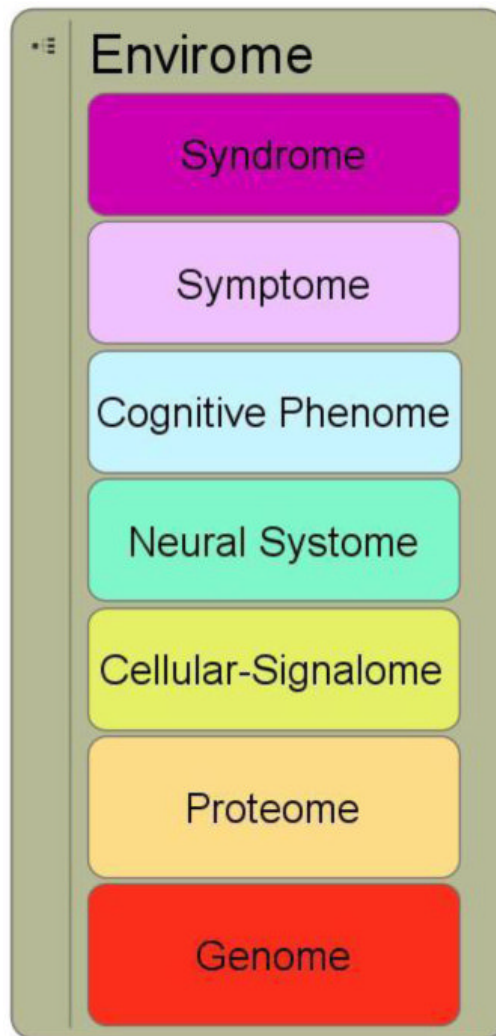 Envirome
Syndrome
Symptome
Cognitive Phenome
Neural Systome
Cellular-Signalome
Proteome
Genome